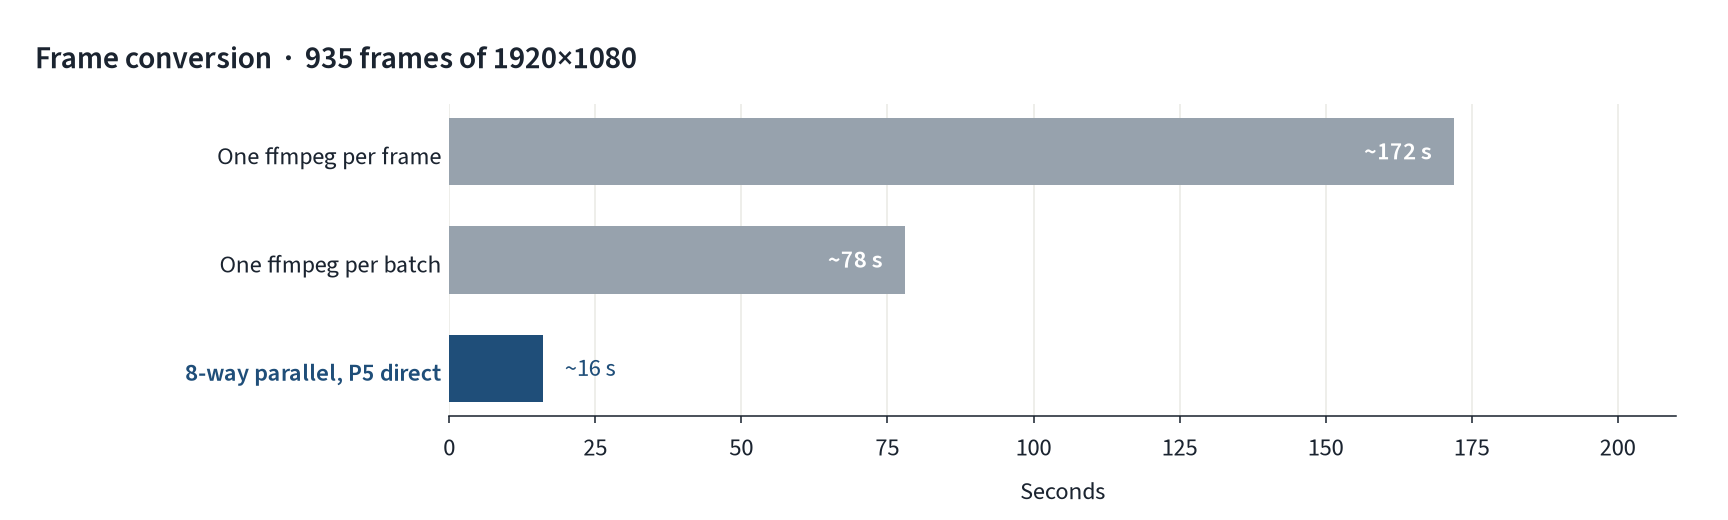 Frame conversion · 935 frames of 1920×1080
One ffmpeg per frame
~172 s
One ffmpeg per batch
~78 s
8-way parallel, P5 direct
~16 s
0 25 50 75 100 125 150 175 200
Seconds